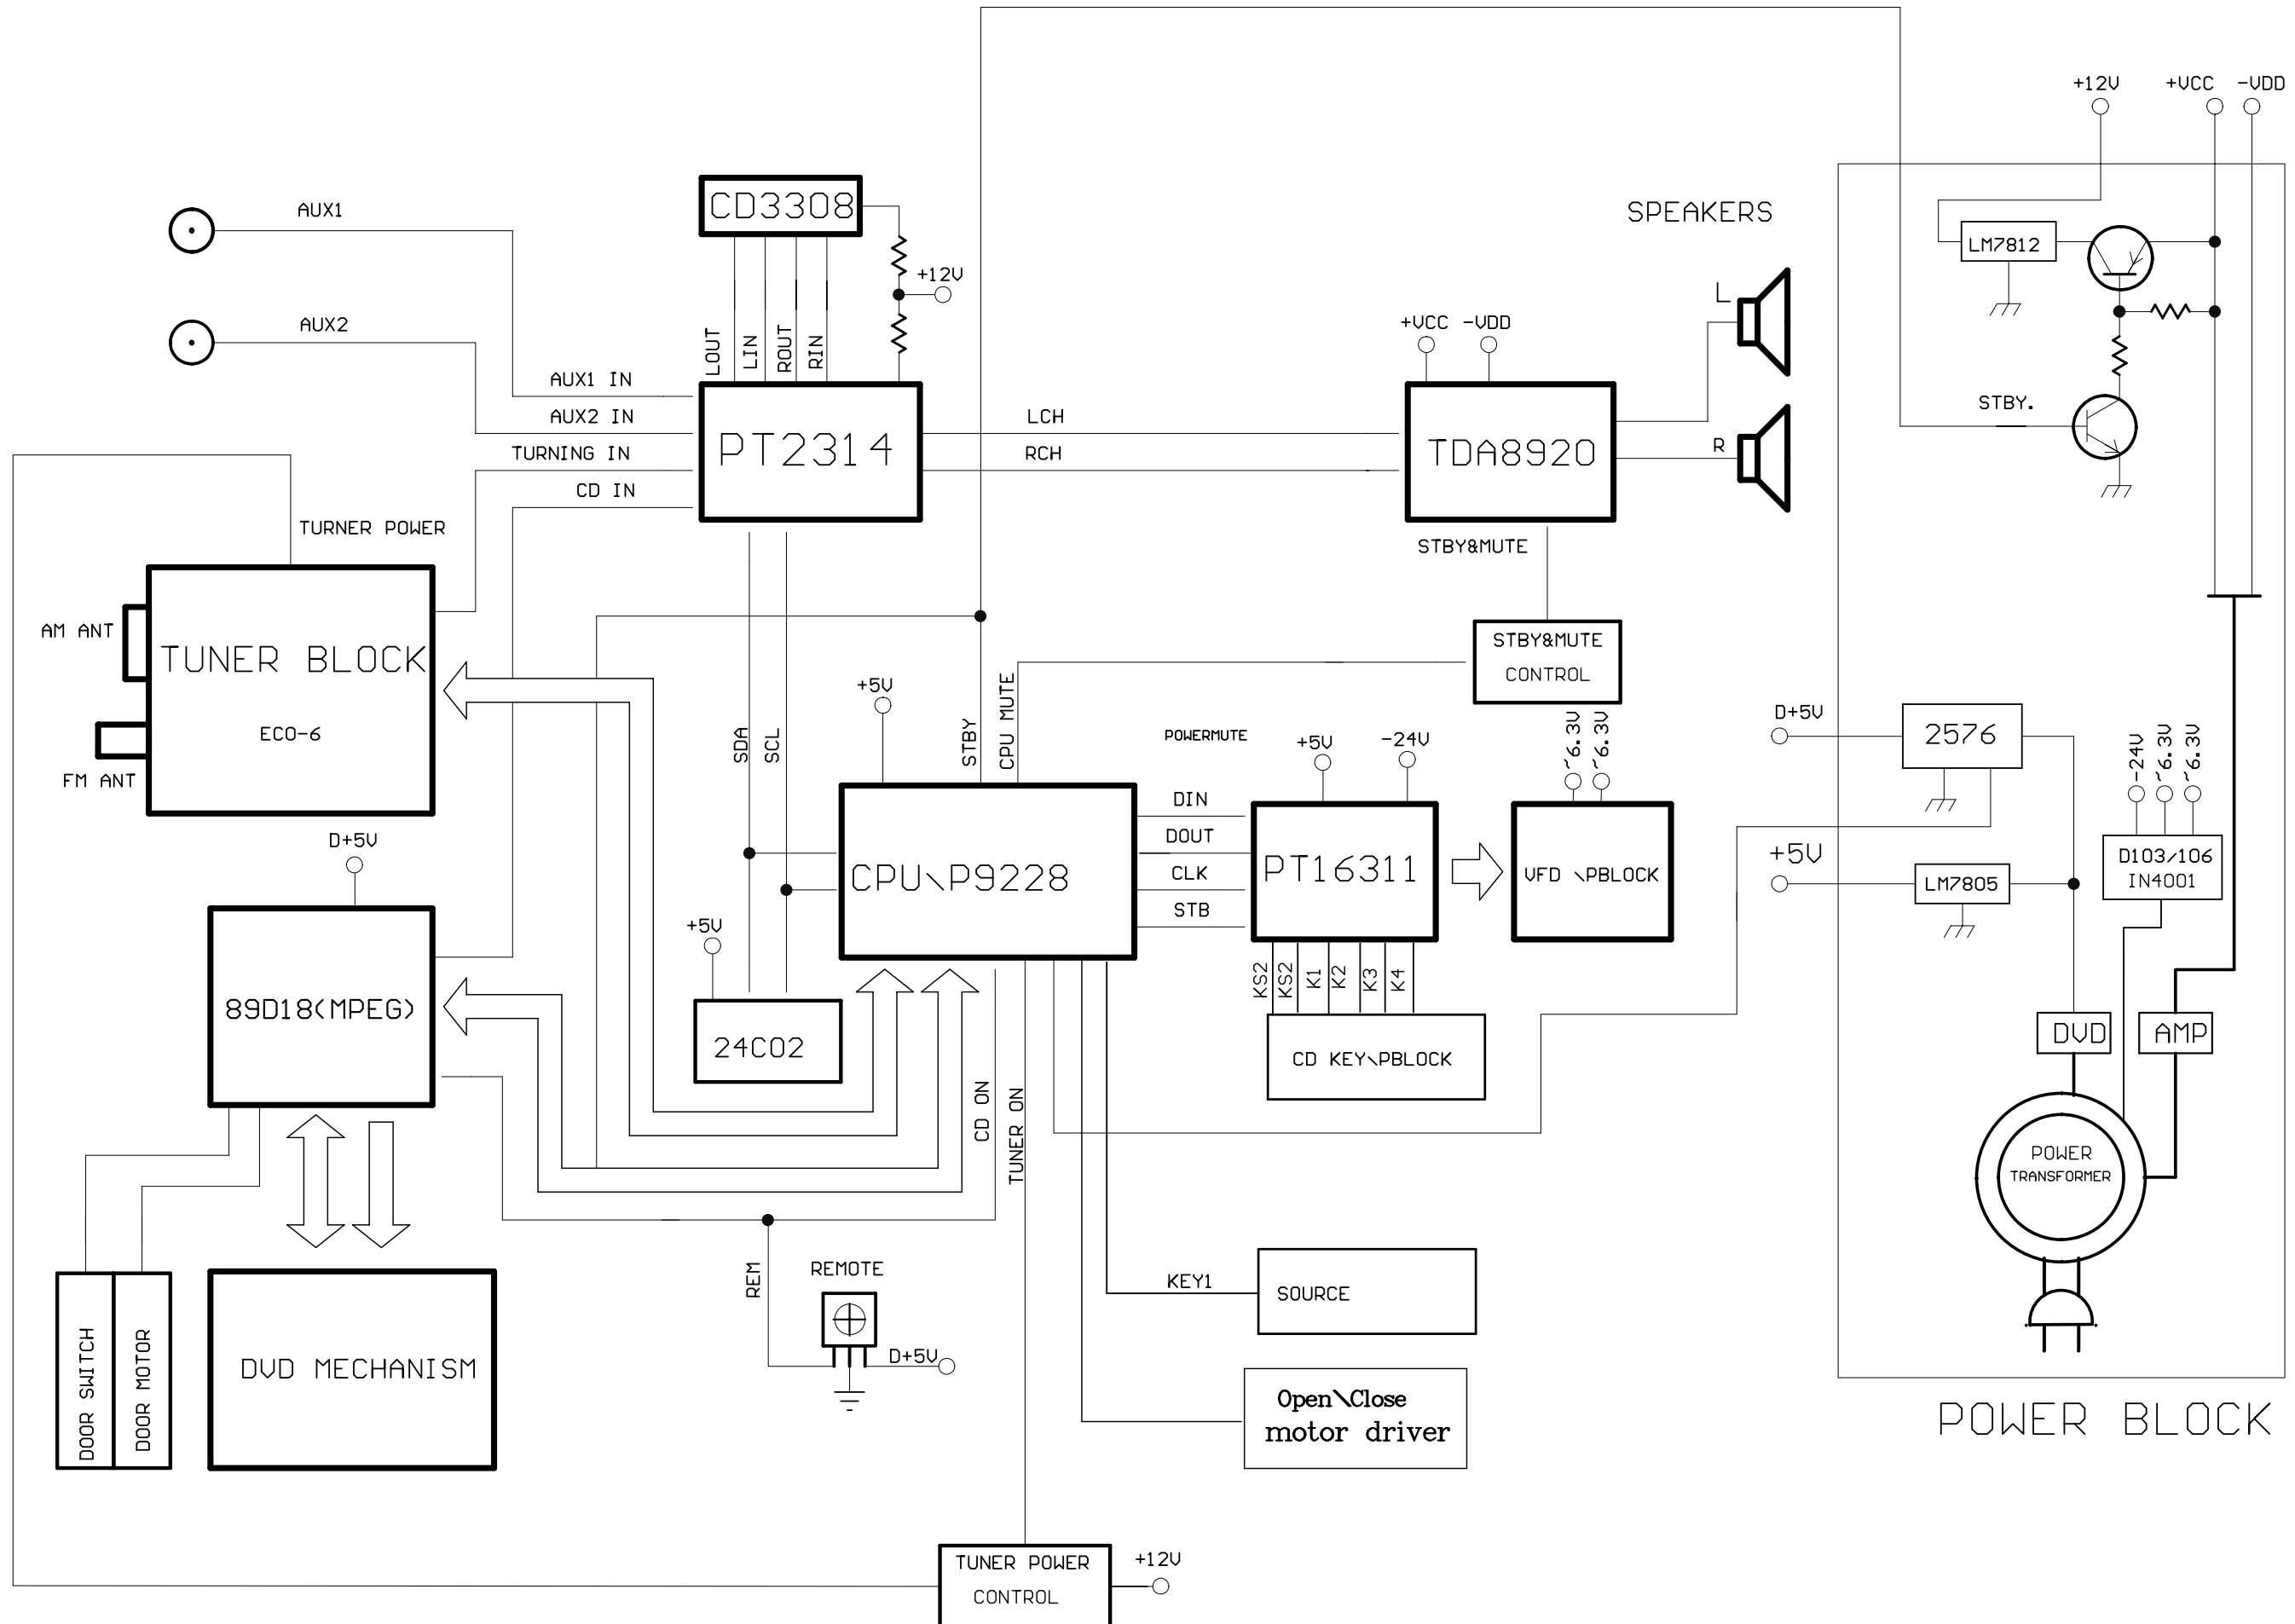 +12V
+VCC
-VDD
AUX1
CD3308
SPEAKERS
LM7812
+12V
L
AUX2
LOUT
LIN
ROUT
RIN
+VCC
-VDD
AUX1 IN
AUX2 IN
TURNING IN
CD IN
PT2314
LCH
RCH
TDA8920
R
STBY.
TURNER POWER
STBY&MUTE
AM ANT
TUNER BLOCK
ECO-6
FM ANT
STBY&MUTE
CONTROL
SDA
SCL
+5V
STBY
CPU MUTE
POWERMUTE
+5V
-24V
~6.3V
~6.3V
D+5V
2576
-24V
~6.3V
~6.3V
D+5V
CPU\P9228
DIN
DOUT
CLK
STB
PT16311
VFD \PBLOCK
+5V
LM7805
D103/106
IN4001
+5V
89D18(MPEG)
24C02
KS2
KS2
K1
K2
K3
K4
CD KEY\PBLOCK
DVD
AMP
CD ON
TUNER ON
POWER
TRANSFORMER
REM
REMOTE
D+5V
KEY1
SOURCE
DOOR SWITCH
DOOR MOTOR
DVD MECHANISM
Open\Close
motor driver
POWER BLOCK
TUNER POWER
CONTROL
+12V